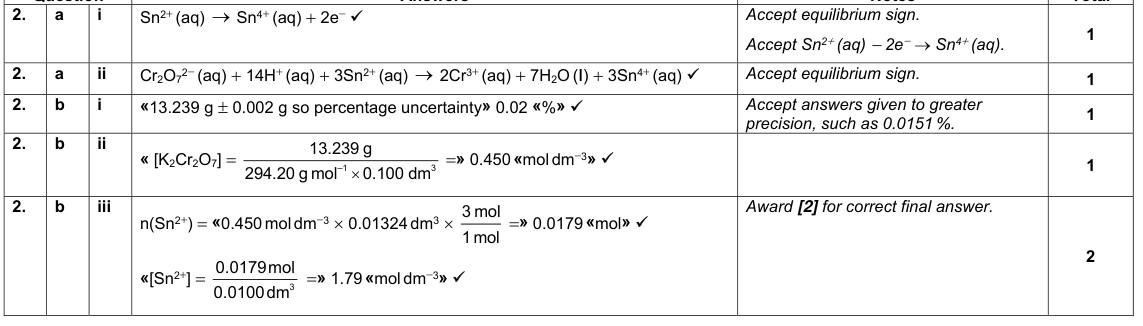 Question Answers Notes Total
2. a i Sn²⁺ (aq) → Sn⁴⁺ (aq) + 2e⁻ ✓ Accept equilibrium sign.
Accept Sn²⁺ (aq) − 2e⁻ → Sn⁴⁺ (aq).
1
2. a ii Cr₂O₇²⁻ (aq) + 14H⁺ (aq) + 3Sn²⁺ (aq) → 2Cr³⁺ (aq) + 7H₂O (l) + 3Sn⁴⁺ (aq) ✓ Accept equilibrium sign.
1
2. b i «13.239 g ± 0.002 g so percentage uncertainty» 0.02 «%» ✓ Accept answers given to greater
precision, such as 0.0151 %.
1
2. b ii « [K₂Cr₂O₇] = 13.239 g / 294.20 g mol⁻¹ × 0.100 dm³ =» 0.450 «mol dm⁻³» ✓
1
2. b iii n(Sn²⁺) = «0.450 mol dm⁻³ × 0.01324 dm³ × 3 mol / 1 mol =» 0.0179 «mol» ✓ Award [2] for correct final answer.
«[Sn²⁺] = 0.0179 mol / 0.0100 dm³ =» 1.79 «mol dm⁻³» ✓
2